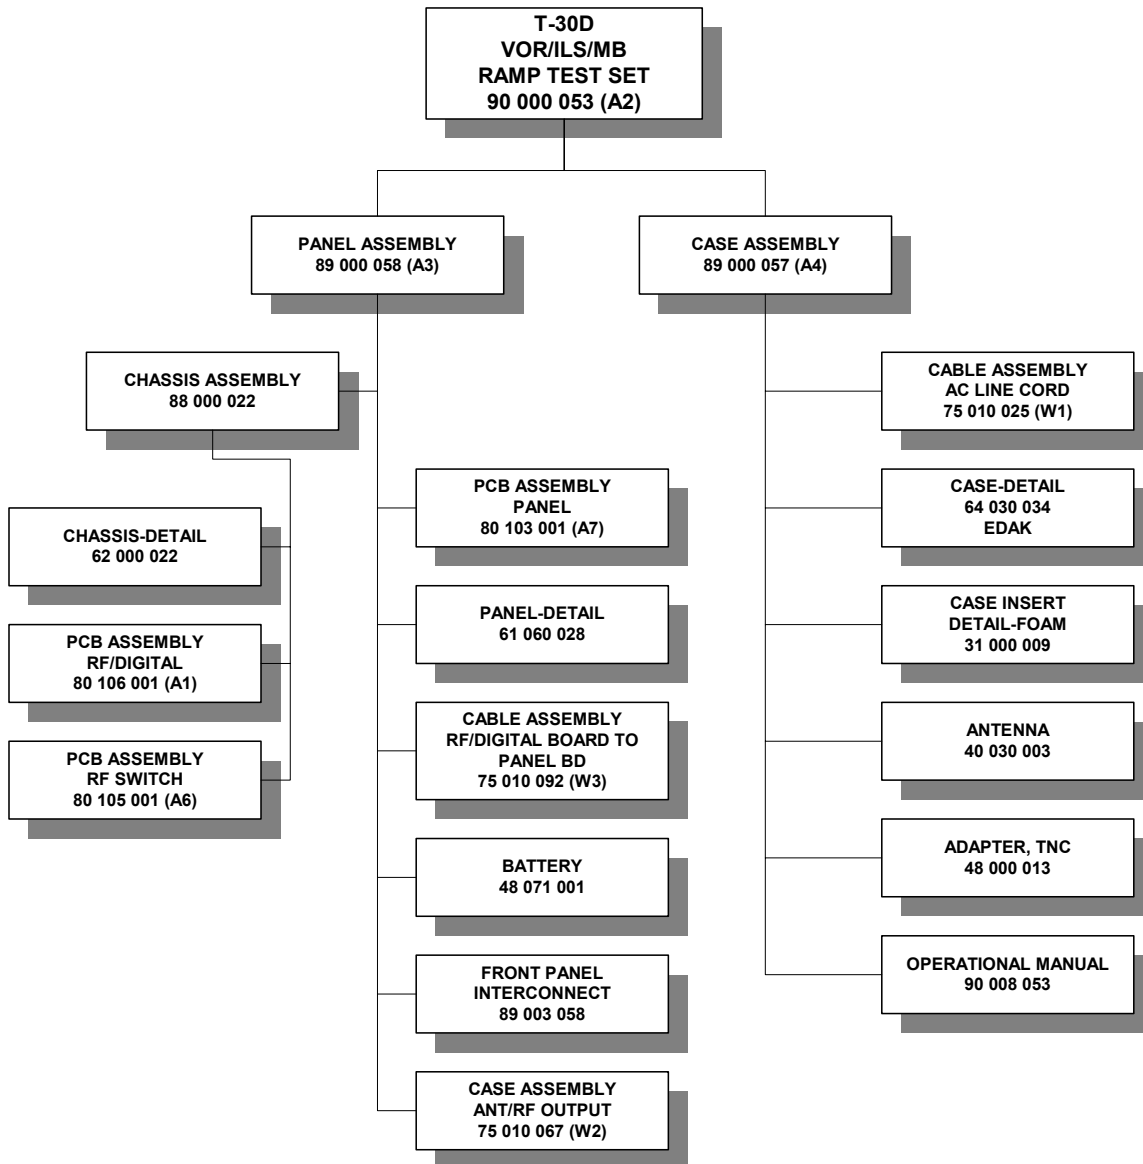 T-30D
VOR/ILS/MB
RAMP TEST SET
90 000 053 (A2)
PANEL ASSEMBLY
89 000 058 (A3)
CASE ASSEMBLY
89 000 057 (A4)
CHASSIS ASSEMBLY
88 000 022
CHASSIS-DETAIL
62 000 022
PCB ASSEMBLY
RF/DIGITAL
80 106 001 (A1)
PCB ASSEMBLY
RF SWITCH
80 105 001 (A6)
PCB ASSEMBLY
PANEL
80 103 001 (A7)
PANEL-DETAIL
61 060 028
CABLE ASSEMBLY
RF/DIGITAL BOARD TO
PANEL BD
75 010 092 (W3)
BATTERY
48 071 001
FRONT PANEL
INTERCONNECT
89 003 058
CASE ASSEMBLY
ANT/RF OUTPUT
75 010 067 (W2)
CABLE ASSEMBLY
AC LINE CORD
75 010 025 (W1)
CASE-DETAIL
64 030 034
EDAK
CASE INSERT
DETAIL-FOAM
31 000 009
ANTENNA
40 030 003
ADAPTER, TNC
48 000 013
OPERATIONAL MANUAL
90 008 053